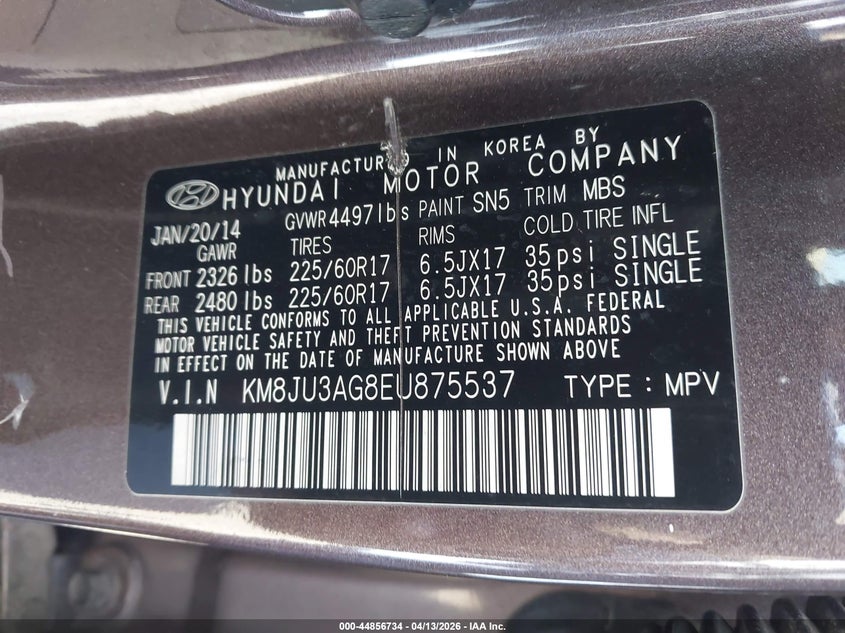 MANUFACTURED IN KOREA BY
HYUNDAI MOTOR COMPANY
JAN/20/14 GVWR 4497lbs PAINT SN5 TRIM MBS
GAWR TIRES RIMS COLD TIRE INFL
FRONT 2326 lbs 225/60R17 6.5JX17 35psi SINGLE
REAR 2480 lbs 225/60R17 6.5JX17 35psi SINGLE
THIS VEHICLE CONFORMS TO ALL APPLICABLE U.S.A. FEDERAL
MOTOR VEHICLE SAFETY AND THEFT PREVENTION STANDARDS
IN EFFECT ON THE DATE OF MANUFACTURE SHOWN ABOVE
V.I.N KM8JU3AG8EU875537 TYPE : MPV
000-44856734 | 04/13/2026 | IAA Inc.